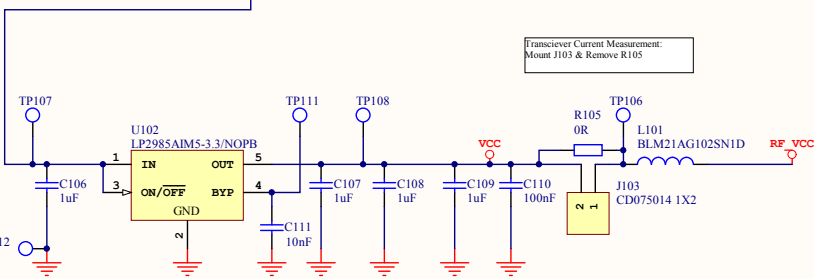 Transciever Current Measurement:
Mount J103 & Remove R105
TP107
TP111
TP108
TP106
R105
0R
L101
BLM21AG102SN1D
U102
LP2985AIM5-3.3/NOPB
VCC
RF_VCC
1
IN
OUT
5
3
ON/OFF
BYP
4
GND
2
C106
1uF
C107
1uF
C108
1uF
C109
1uF
C110
100nF
J103
CD075014 1X2
2
1
C111
10nF
12